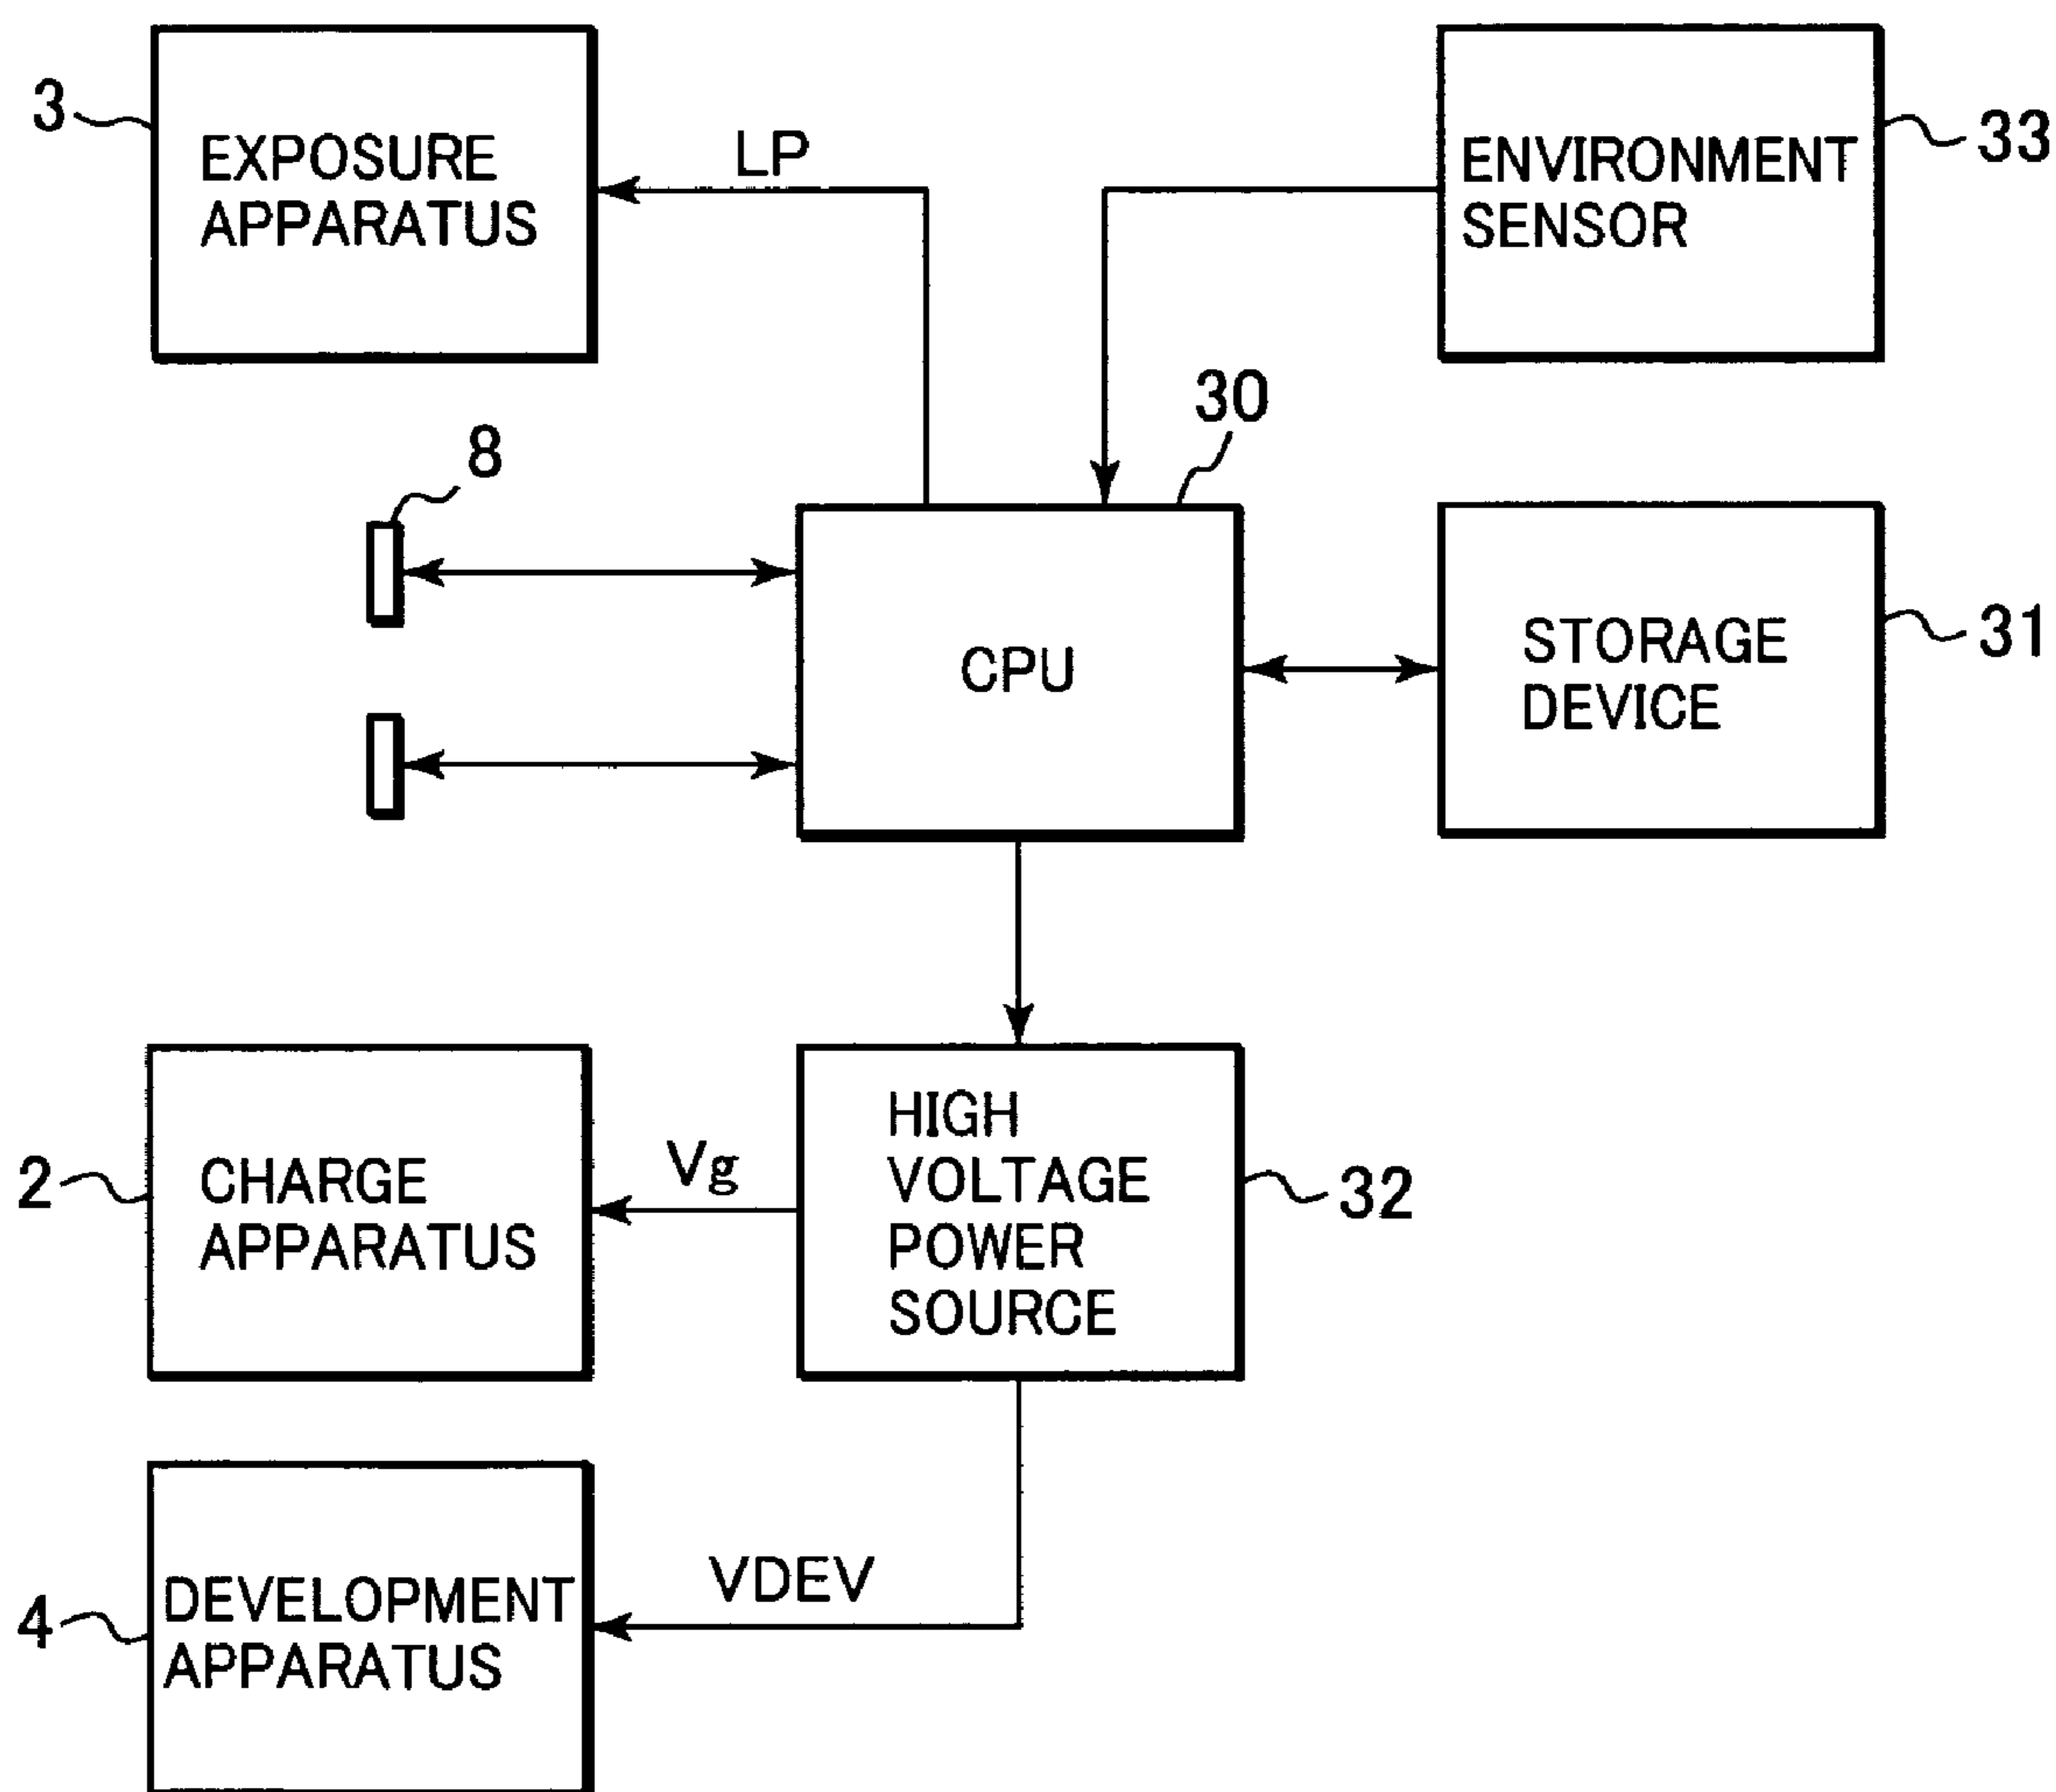 3
EXPOSURE
APPARATUS
LP
ENVIRONMENT
SENSOR
33
30
8
CPU
STORAGE
DEVICE
31
2
CHARGE
APPARATUS
Vg
HIGH
VOLTAGE
POWER
SOURCE
32
4
DEVELOPMENT
APPARATUS
VDEV